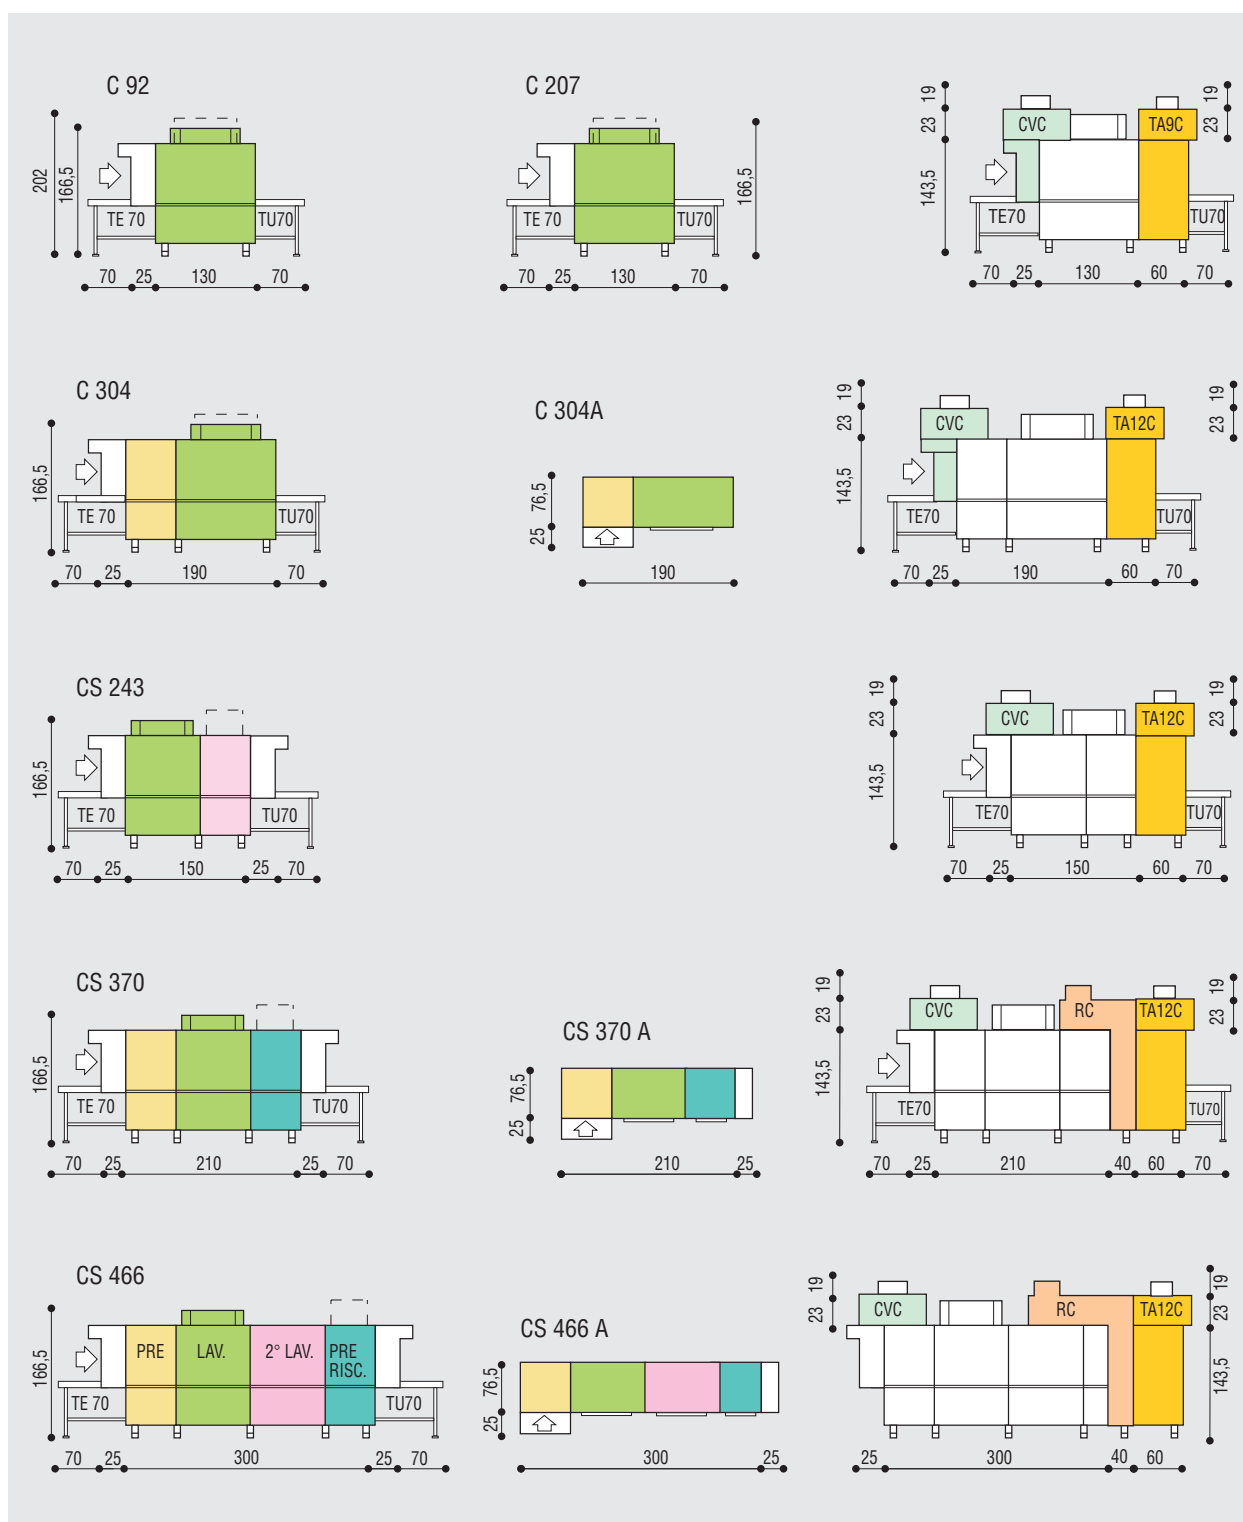 C 92
202
166,5
TE 70
TU70
70 25 130 70
C 207
166,5
TE 70
TU70
70 25 130 70
19
23
143,5
CVC
TA9C
19
23
TE70
TU70
70 25 130 60 70
C 304
166,5
TE 70
TU70
70 25 190 70
C 304A
76,5
25
190
19
23
143,5
CVC
TA12C
19
23
TE70
TU70
70 25 190 60 70
CS 243
166,5
TE 70
TU70
70 25 150 25 70
19
23
143,5
CVC
TA12C
19
23
TE70
TU70
70 25 150 60 70
CS 370
166,5
TE 70
TU70
70 25 210 25 70
CS 370 A
76,5
25
210 25
19
23
143,5
CVC
RC
TA12C
19
23
TE70
TU70
70 25 210 40 60 70
CS 466
166,5
PRE
LAV.
2° LAV.
PRE
RISC.
TE 70
TU70
70 25 300 25 70
CS 466 A
76,5
25
300 25
19
23
CVC
RC
TA12C
19
23
143,5
25 300 40 60